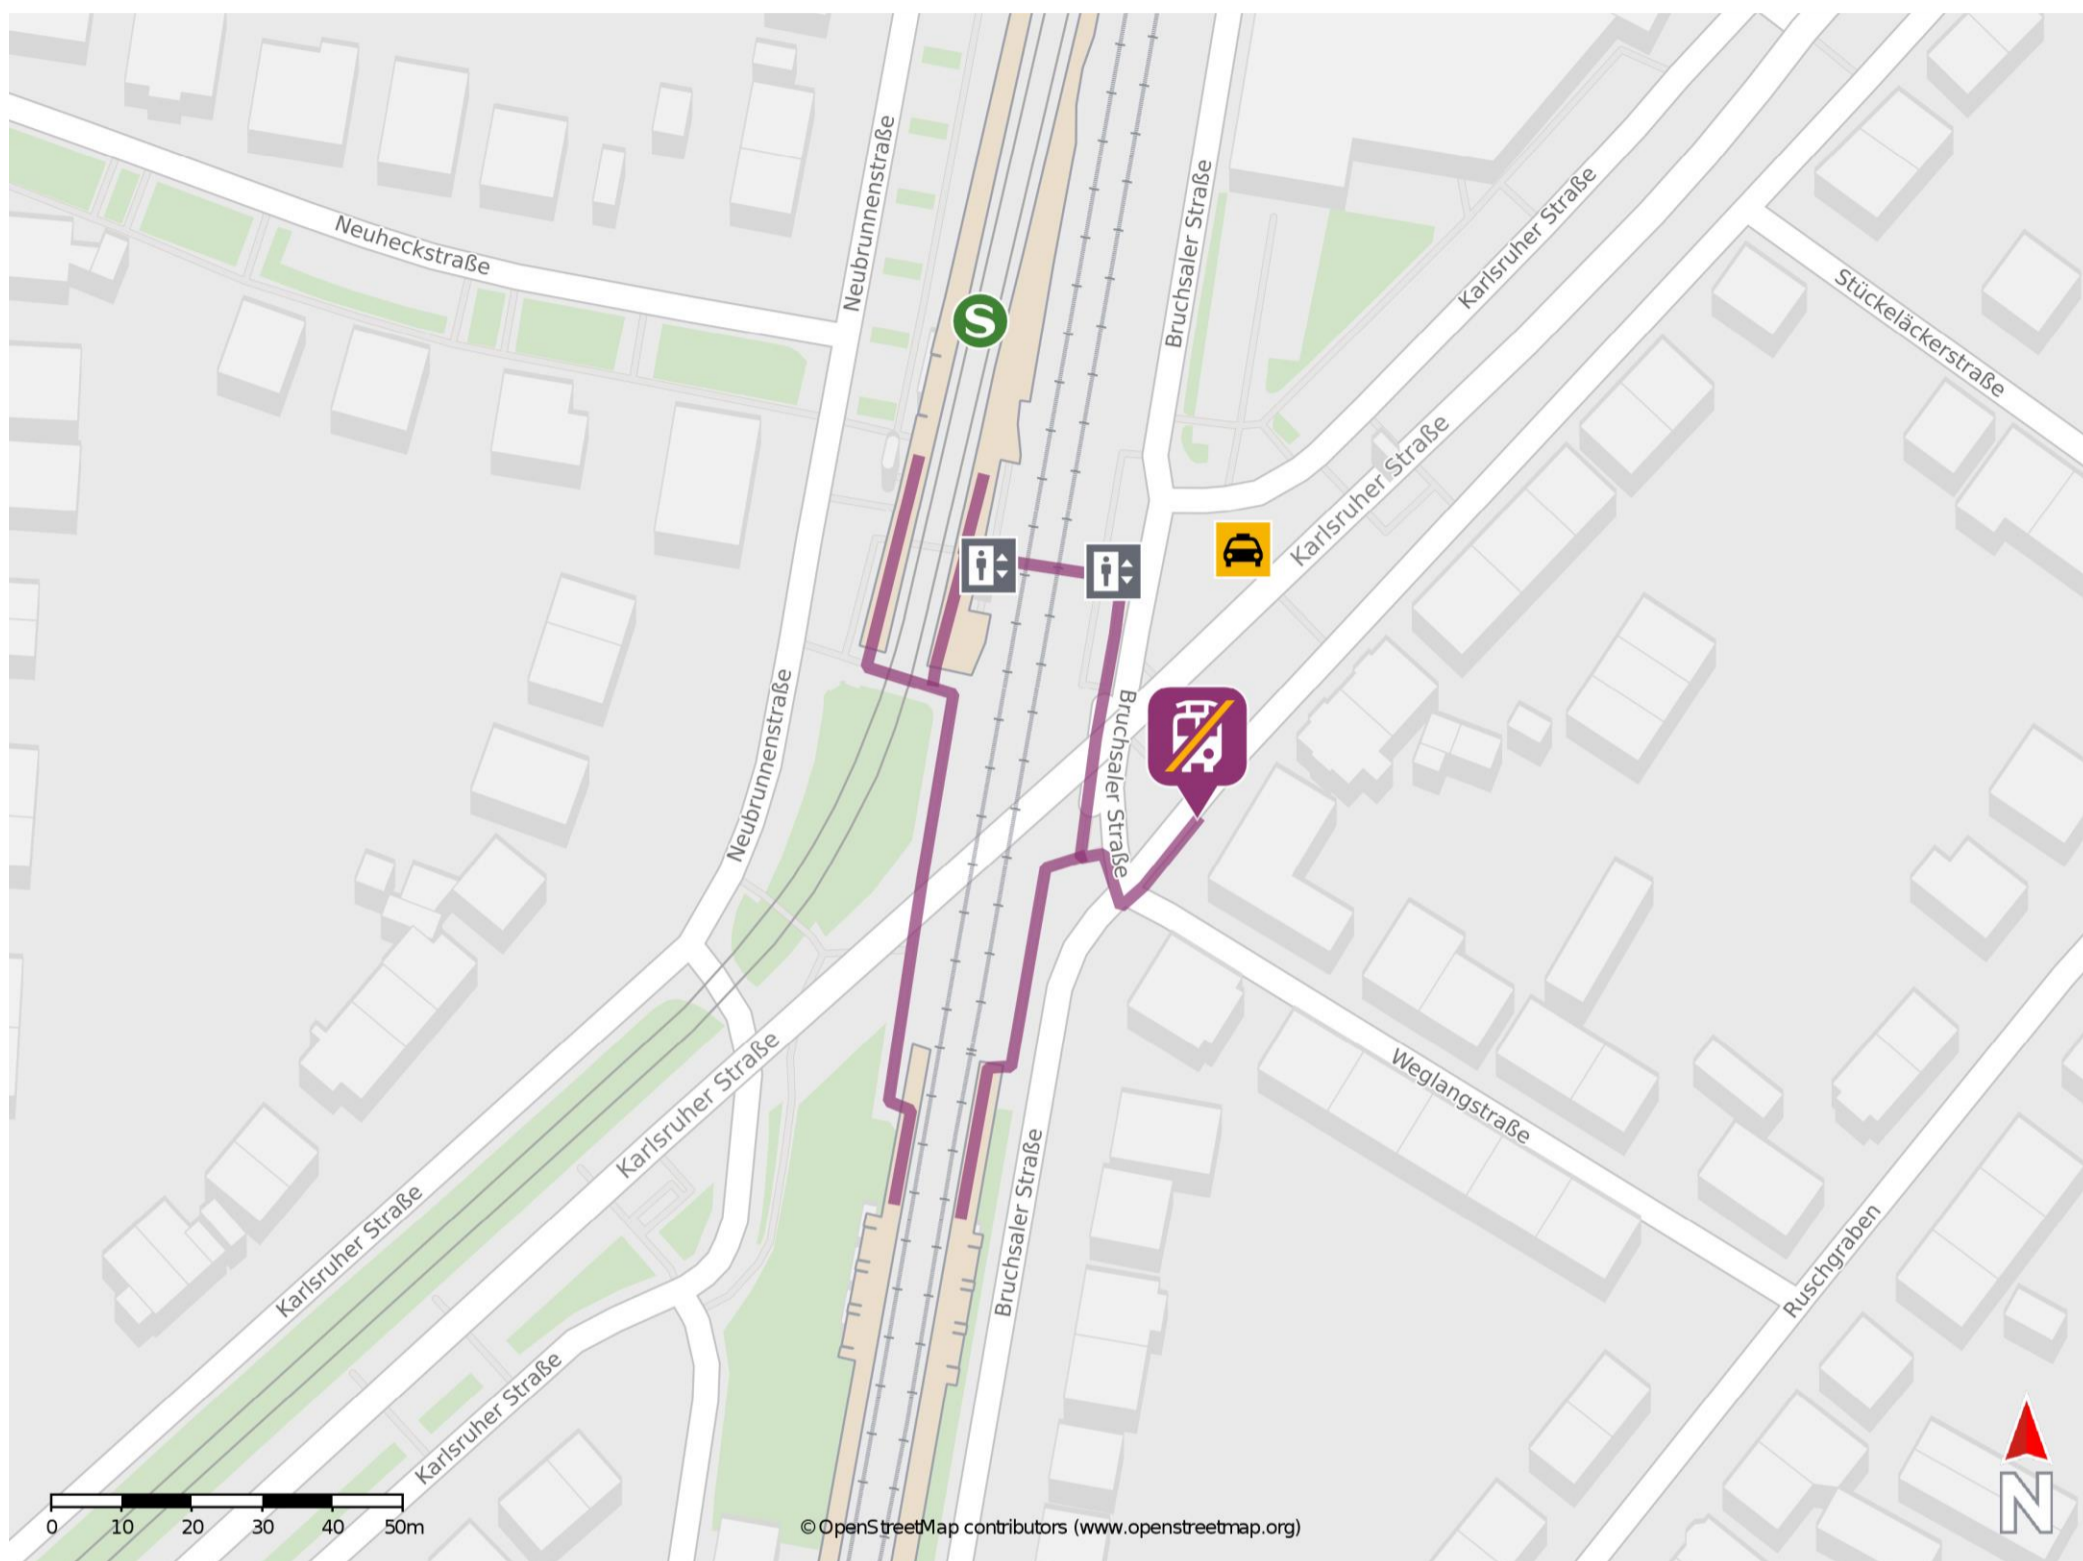 Neubrunnenstraße
Bruchsaler Straße
Karlsruher Straße
Neuheckstraße
Stückeläckerstraße
S
Karlsruher Straße
Neubrunnenstraße
Bruchsaler Straße
Karlsruher Straße
Weglangstraße
Karlsruher Straße
Bruchsaler Straße
Ruschgraben
Karlsruher Straße
N
0 10 20 30 40 50m
© OpenStreetMap contributors (www.openstreetmap.org)